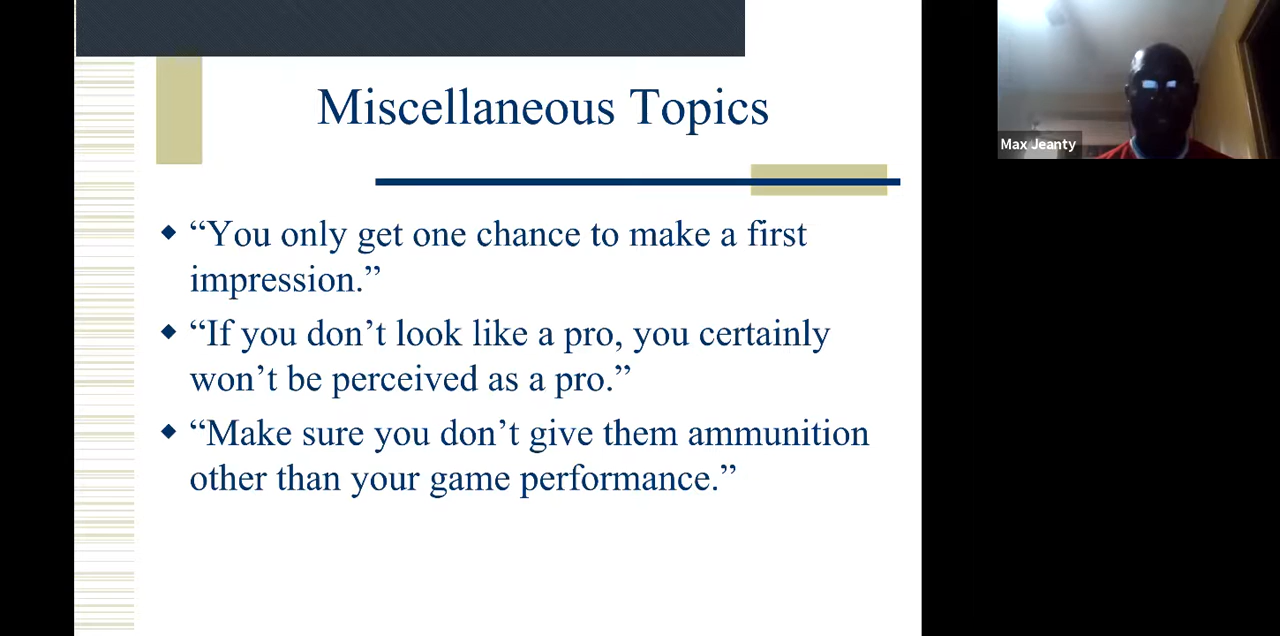 Miscellaneous Topics
“You only get one chance to make a first
impression.”
“If you don’t look like a pro, you certainly
won’t be perceived as a pro.”
“Make sure you don’t give them ammunition
other than your game performance.”
Max Jeanty